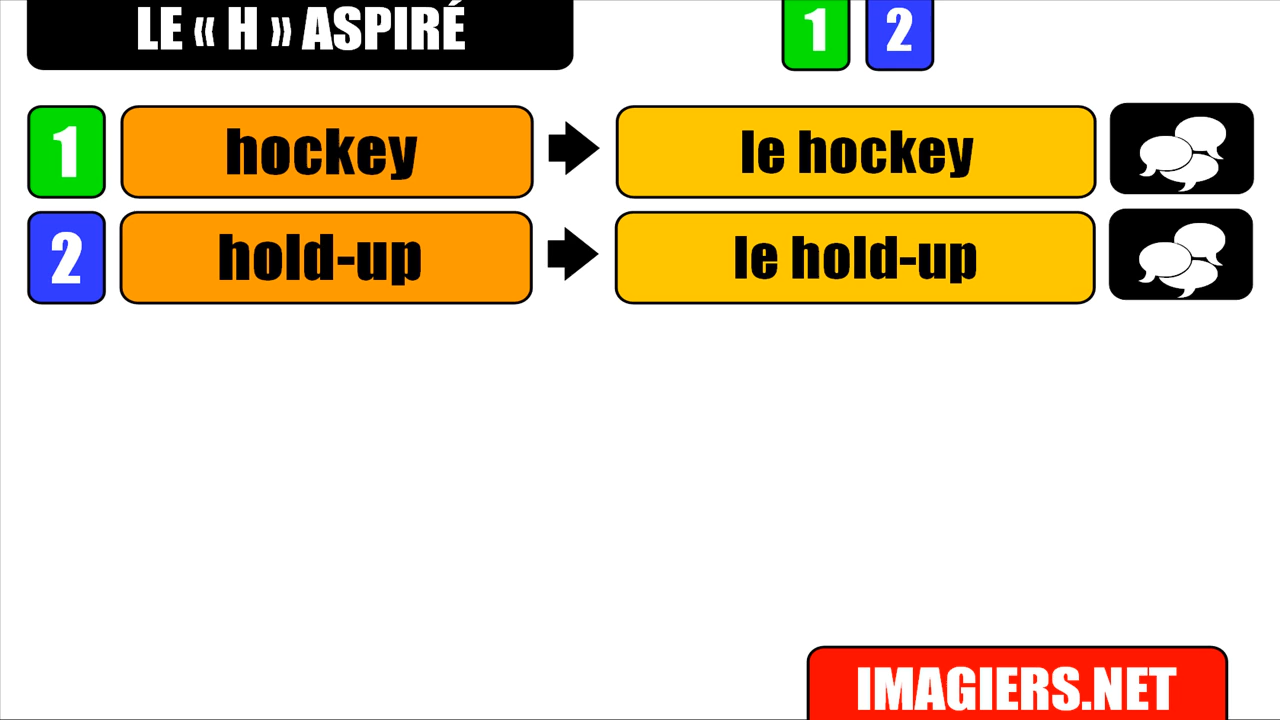 LE « H » ASPIRÉ
1 2
1 hockey le hockey
2 hold-up le hold-up
IMAGIERS.NET